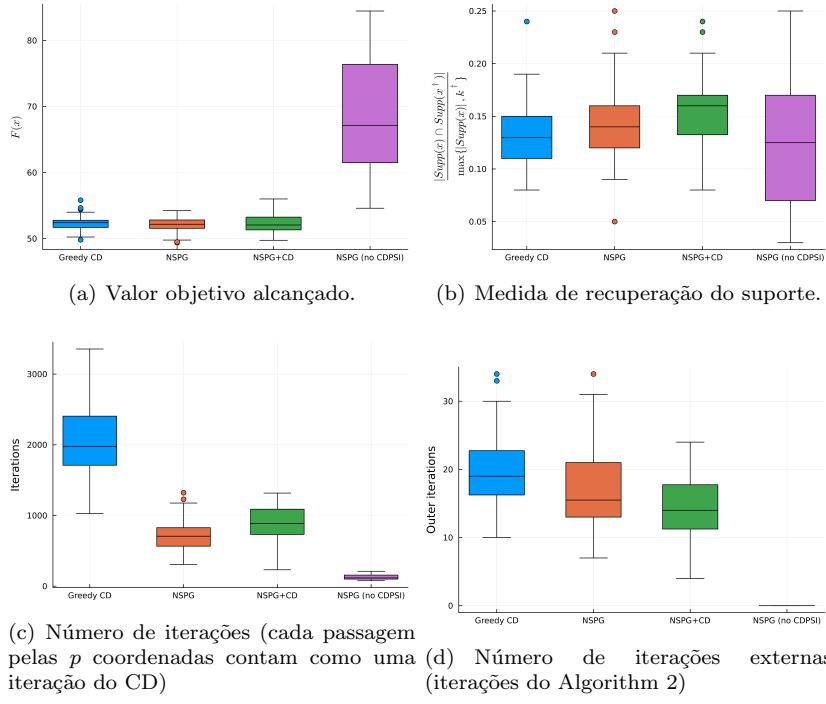 80
70
60
50
F(x)
Greedy CD
NSPG
NSPG+CD
NSPG (no CDPSI)
(a) Valor objetivo alcançado.
0.25
0.20
0.15
0.10
0.05
|Supp(x) ∩ Supp(x†)|
max{|Supp(x)|, k†}
Greedy CD
NSPG
NSPG+CD
NSPG (no CDPSI)
(b) Medida de recuperação do suporte.
3000
2000
1000
0
Iterations
Greedy CD
NSPG
NSPG+CD
NSPG (no CDPSI)
(c) Número de iterações (cada passagem
pelas p coordenadas contam como uma
iteração do CD)
30
20
10
0
Outer iterations
Greedy CD
NSPG
NSPG+CD
NSPG (no CDPSI)
(d) Número de iterações externas
(iterações do Algorithm 2)